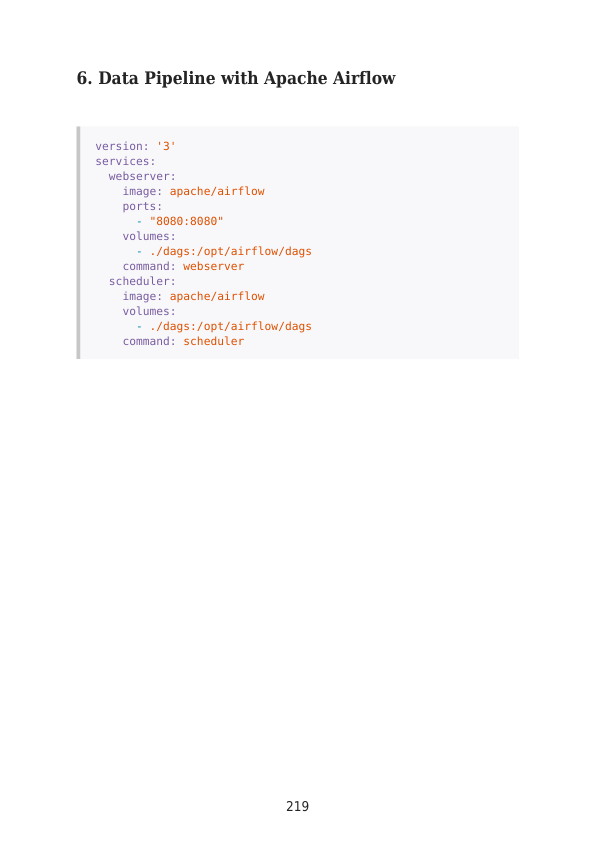 6. Data Pipeline with Apache Airflow
version: '3'
services:
  webserver:
    image: apache/airflow
    ports:
      - "8080:8080"
    volumes:
      - ./dags:/opt/airflow/dags
    command: webserver
  scheduler:
    image: apache/airflow
    volumes:
      - ./dags:/opt/airflow/dags
    command: scheduler
219